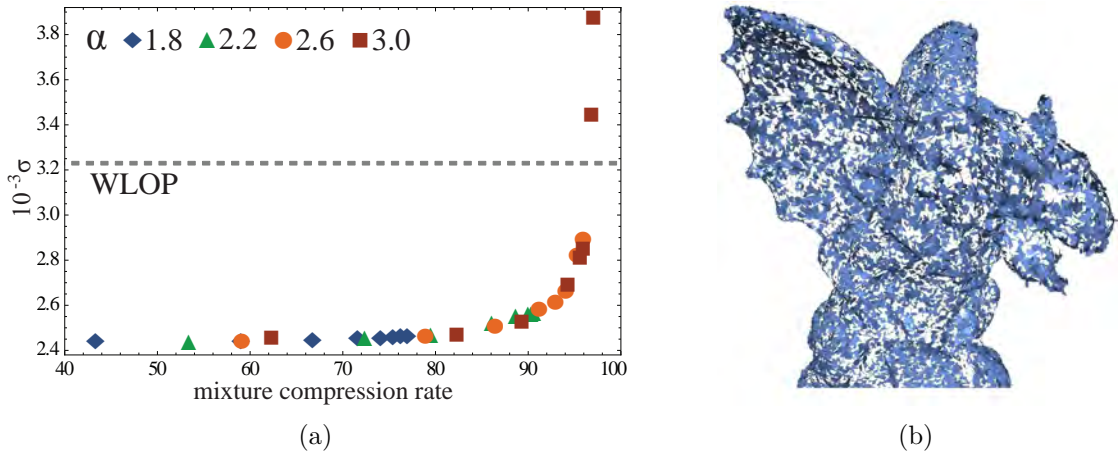 α 1.8 2.2 2.6 3.0
3.8
3.6
3.4
3.2
3.0
2.8
2.6
2.4
10⁻³σ
WLOP
40 50 60 70 80 90 100
mixture compression rate
(a) (b)